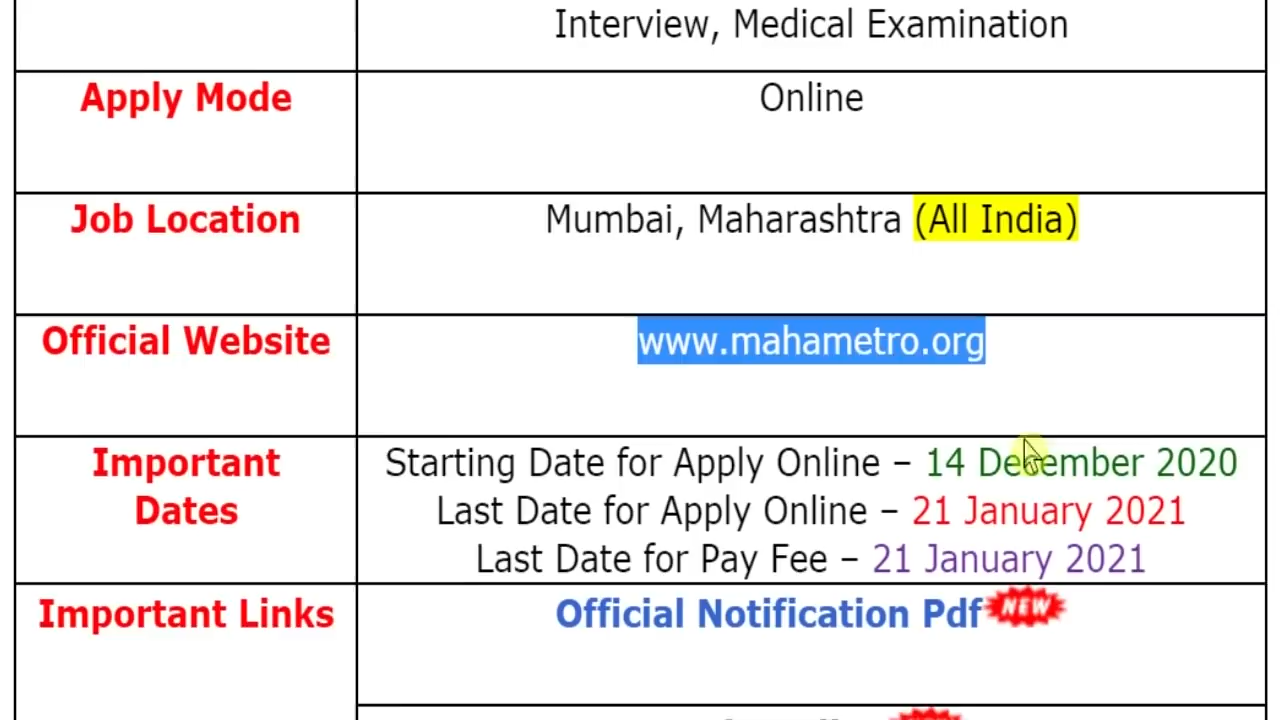 Interview, Medical Examination
Apply Mode
Online
Job Location
Mumbai, Maharashtra (All India)
Official Website
www.mahametro.org
Important
Dates
Starting Date for Apply Online – 14 December 2020
Last Date for Apply Online – 21 January 2021
Last Date for Pay Fee – 21 January 2021
Important Links
Official Notification Pdf NEW